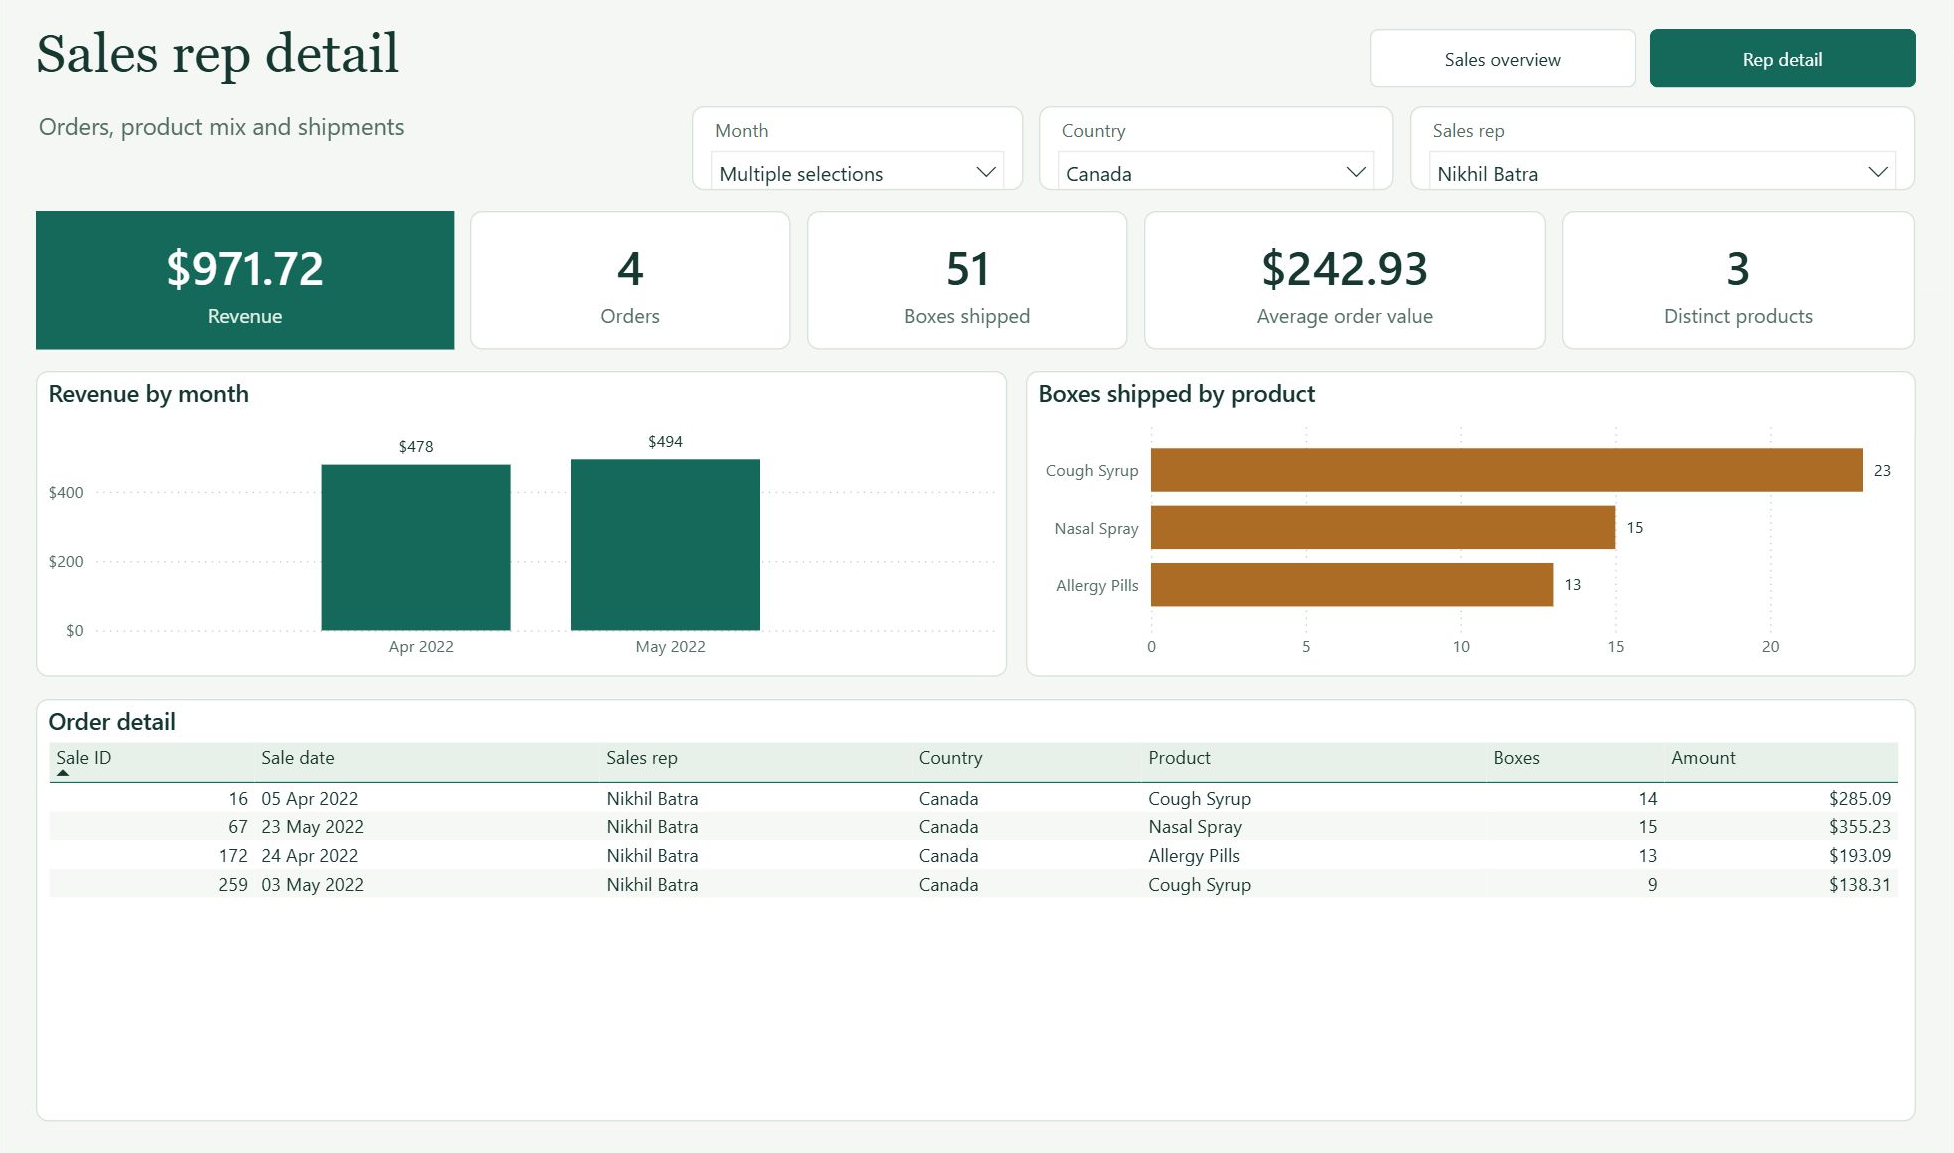 Sales rep detail
Sales overview
Rep detail
Orders, product mix and shipments
Month
Multiple selections
Country
Canada
Sales rep
Nikhil Batra
$971.72
Revenue
4
Orders
51
Boxes shipped
$242.93
Average order value
3
Distinct products
Revenue by month
$478
$494
$400
$200
$0
Apr 2022
May 2022
Boxes shipped by product
Cough Syrup
23
Nasal Spray
15
Allergy Pills
13
0 5 10 15 20
Order detail
Sale ID Sale date Sales rep Country Product Boxes Amount
16 05 Apr 2022 Nikhil Batra Canada Cough Syrup 14 $285.09
67 23 May 2022 Nikhil Batra Canada Nasal Spray 15 $355.23
172 24 Apr 2022 Nikhil Batra Canada Allergy Pills 13 $193.09
259 03 May 2022 Nikhil Batra Canada Cough Syrup 9 $138.31